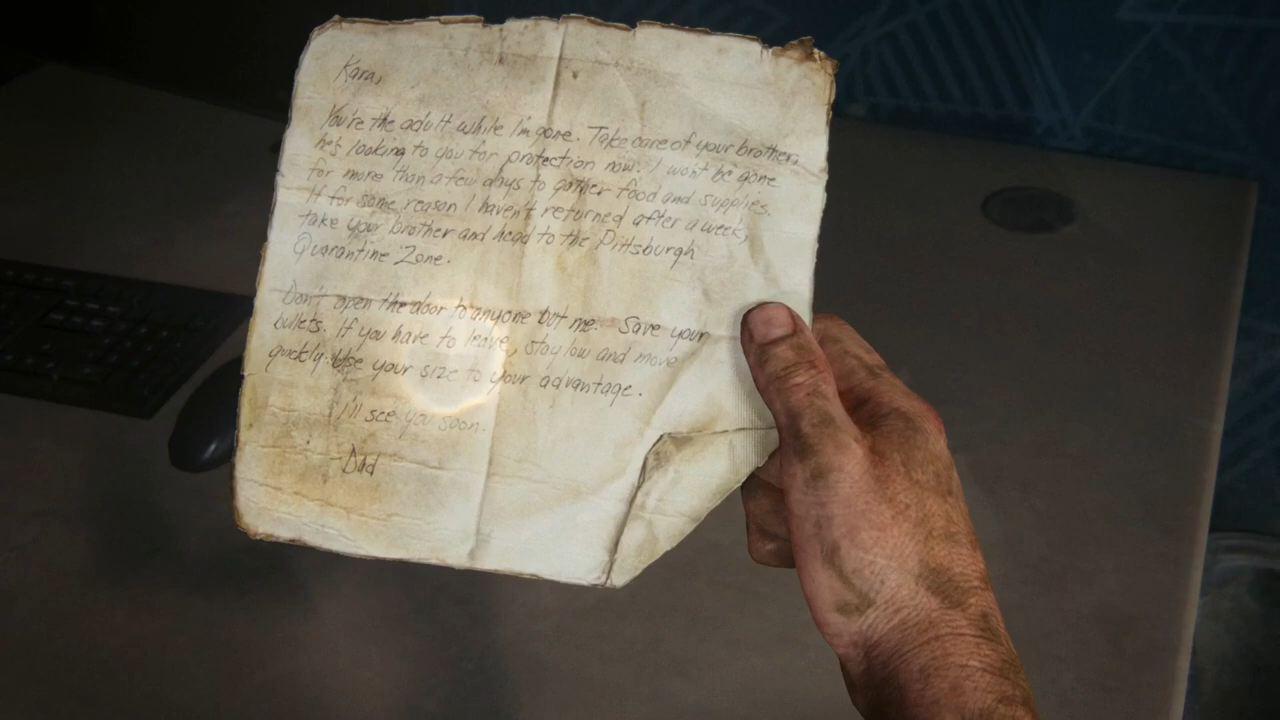 Kara,
You're the adult while I'm gone. Take care of your brother,
he's looking to you for protection now. I won't be gone
for more than a few days to gather food and supplies.
If for some reason I haven't returned after a week,
take your brother and head to the Pittsburgh
Quarantine Zone.
Don't open the door to anyone but me. Save your
bullets. If you have to leave, stay low and move
quickly. Use your size to your advantage.
I'll see you soon.
Dad